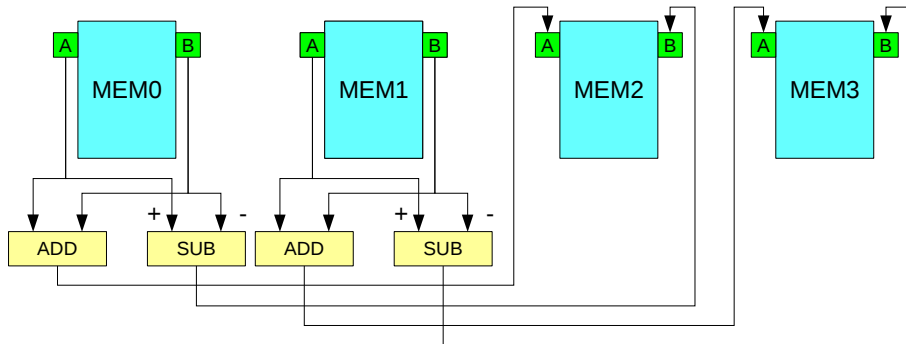 A MEM0 B A MEM1 B A MEM2 B A MEM3 B
+ - + -
ADD SUB ADD SUB